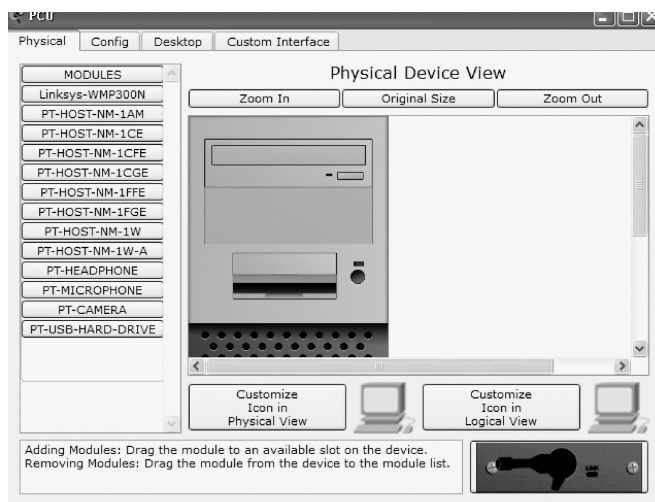 PC0
Physical Config Desktop Custom Interface
MODULES
Linksys-WMP300N
PT-HOST-NM-1AM
PT-HOST-NM-1CE
PT-HOST-NM-1CFE
PT-HOST-NM-1CGE
PT-HOST-NM-1FFE
PT-HOST-NM-1FGE
PT-HOST-NM-1W
PT-HOST-NM-1W-A
PT-HEADPHONE
PT-MICROPHONE
PT-CAMERA
PT-USB-HARD-DRIVE
Physical Device View
Zoom In Original Size Zoom Out
Customize
Icon in
Physical View
Customize
Icon in
Logical View
Adding Modules: Drag the module to an available slot on the device.
Removing Modules: Drag the module from the device to the module list.
LINK